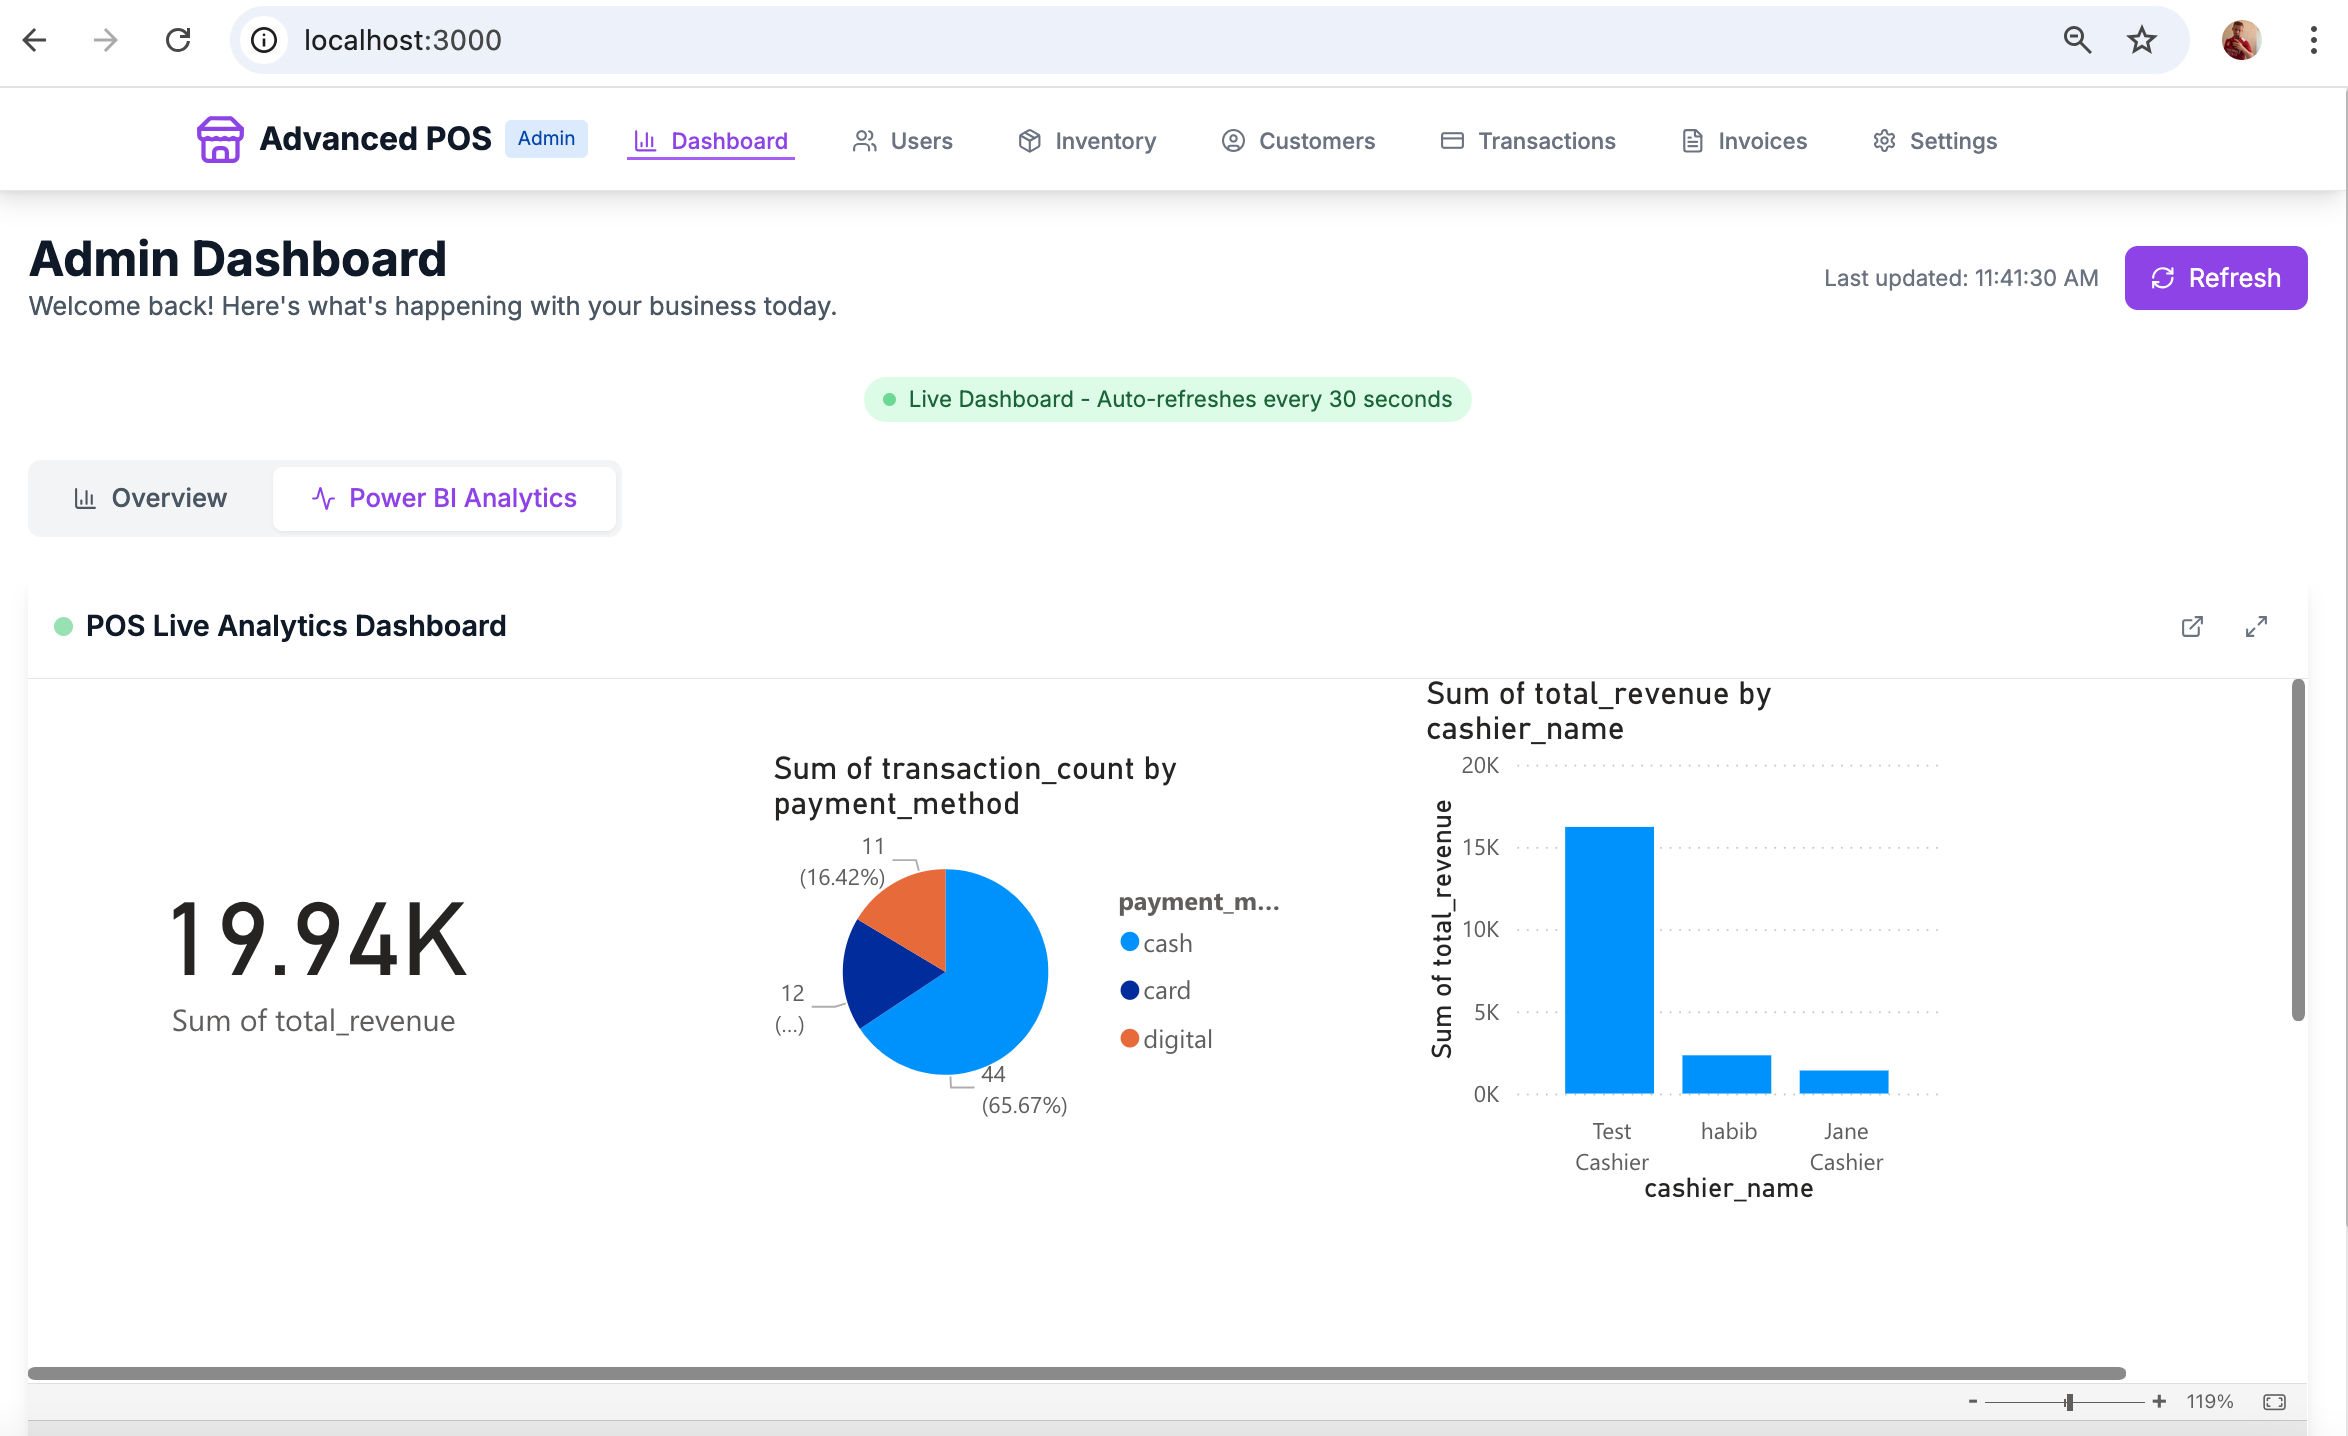 localhost:3000
Advanced POS Admin Dashboard Users Inventory Customers Transactions Invoices Settings
Admin Dashboard
Welcome back! Here's what's happening with your business today.
Last updated: 11:41:30 AM Refresh
Live Dashboard - Auto-refreshes every 30 seconds
Overview Power BI Analytics
POS Live Analytics Dashboard
19.94K
Sum of total_revenue
Sum of transaction_count by
payment_method
11
(16.42%)
12
(...)
44
(65.67%)
payment_m...
cash
card
digital
Sum of total_revenue by
cashier_name
Sum of total_revenue
20K
15K
10K
5K
0K
Test
Cashier
habib
Jane
Cashier
cashier_name
- + 119%